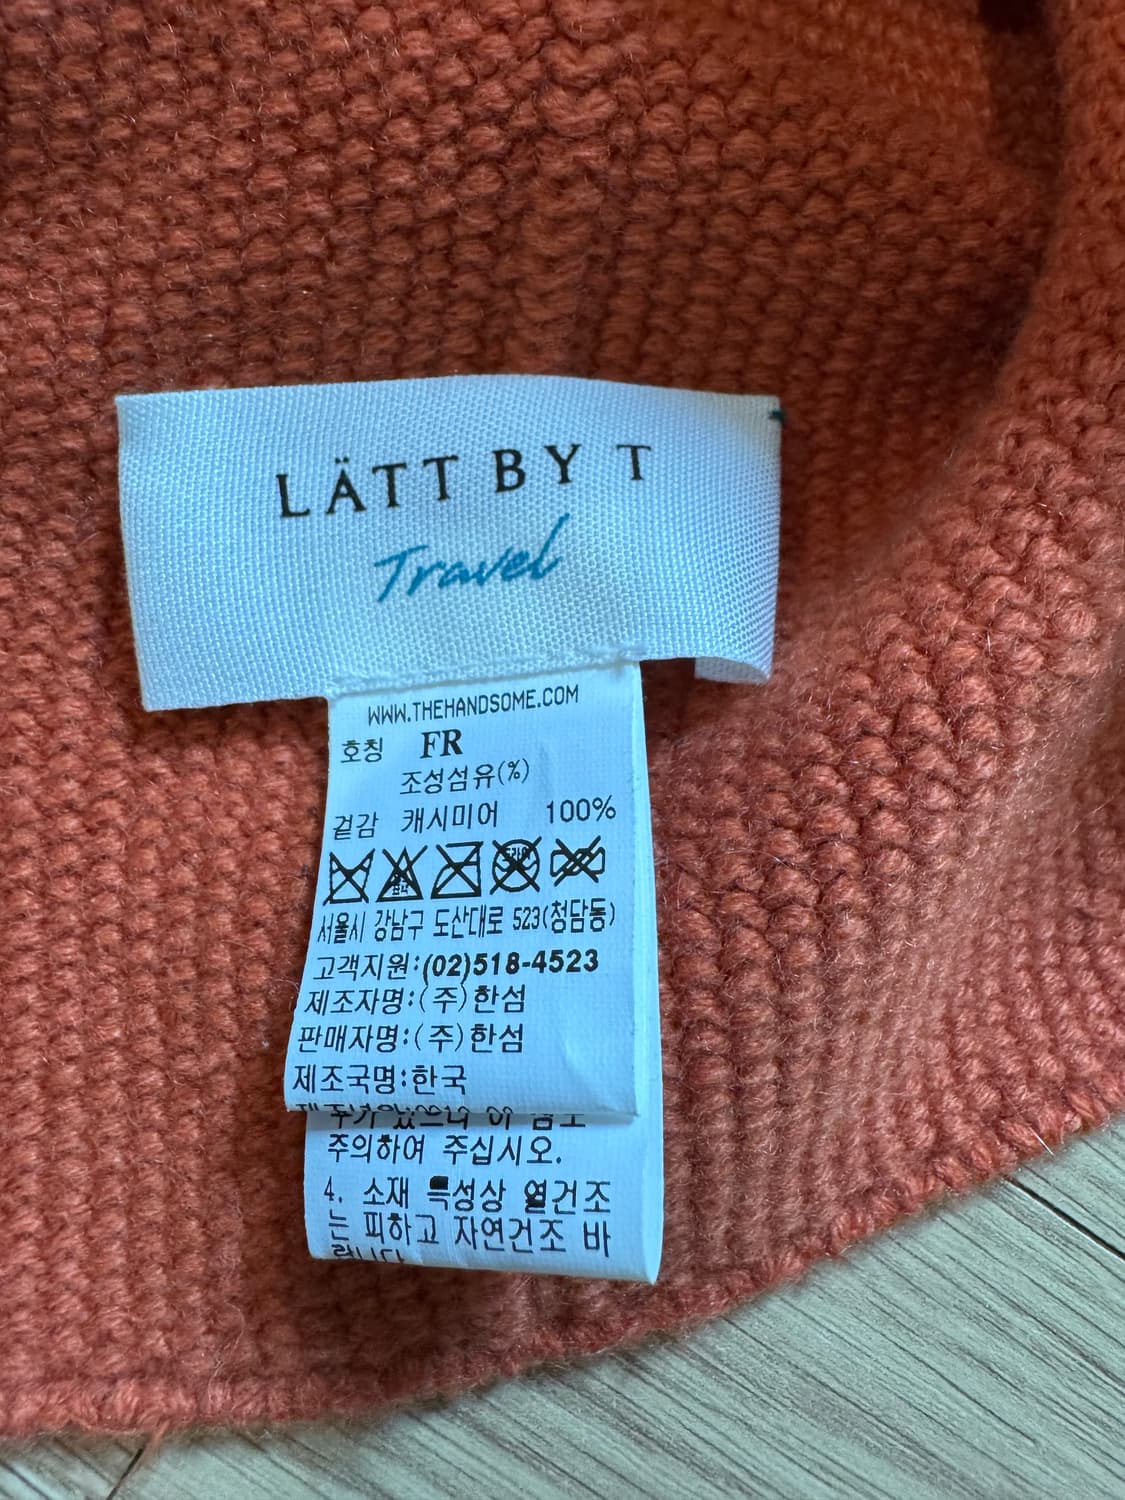 LÄTT BY T
Travel
WWW.THEHANDSOME.COM
호칭 FR
조성섬유(%)
겉감 캐시미어 100%
서울시 강남구 도산대로 523(청담동)
고객지원:(02)518-4523
제조자명:(주)한섬
판매자명:(주)한섬
제조국명:한국
주의하여 주십시오.
4. 소재 특성상 열건조
는 피하고 자연건조 바
랍니다